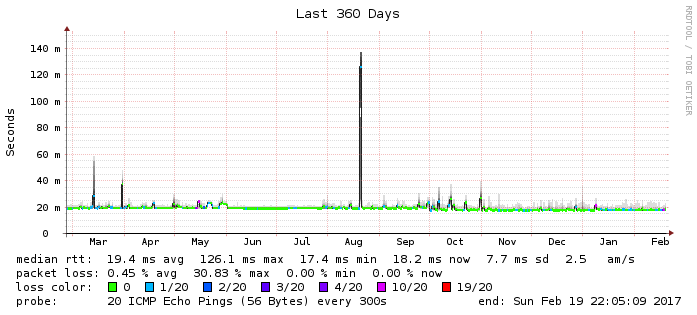 Last 360 Days
RRDTOOL / TOBI OETIKER
Seconds
140 m
120 m
100 m
80 m
60 m
40 m
20 m
0
Mar Apr May Jun Jul Aug Sep Oct Nov Dec Jan Feb
median rtt: 19.4 ms avg 126.1 ms max 17.4 ms min 18.2 ms now 7.7 ms sd 2.5 am/s
packet loss: 0.45 % avg 30.83 % max 0.00 % min 0.00 % now
loss color: 0 1/20 2/20 3/20 4/20 10/20 19/20
probe: 20 ICMP Echo Pings (56 Bytes) every 300s end: Sun Feb 19 22:05:09 2017